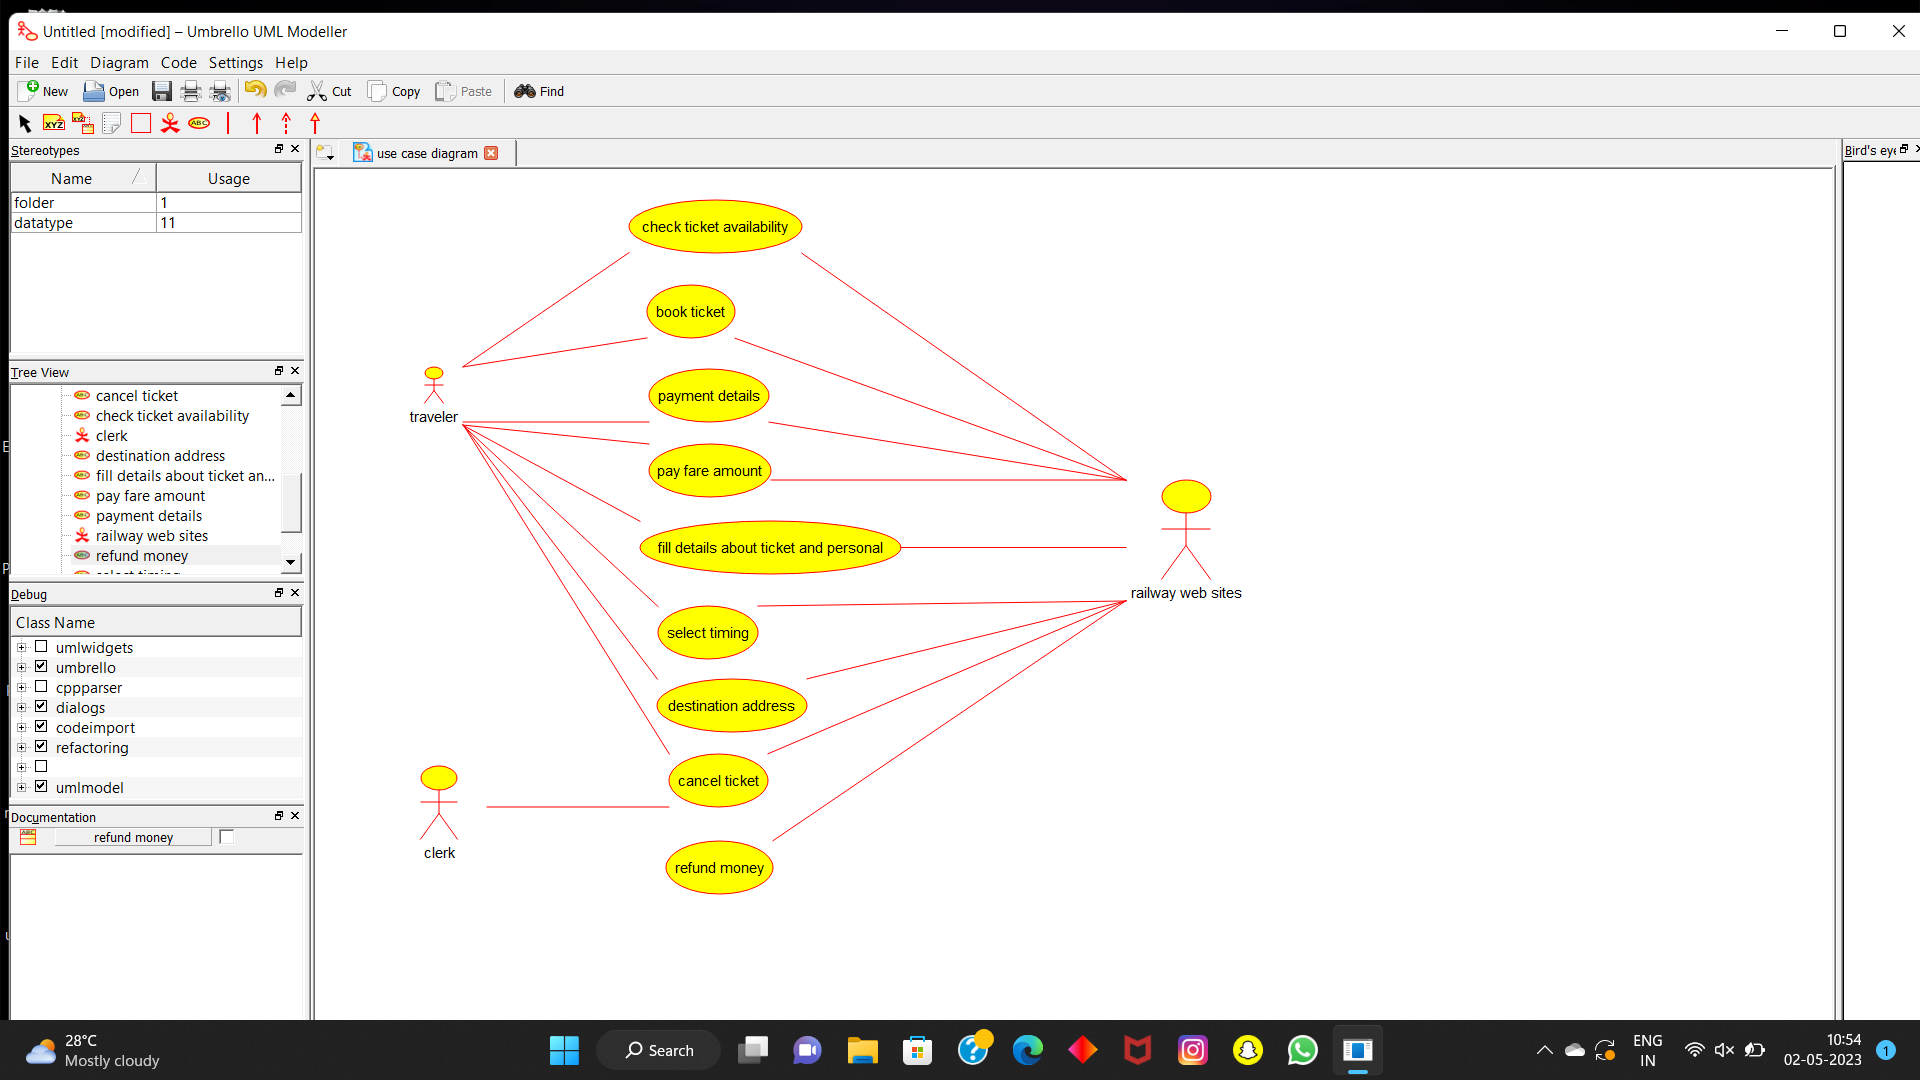 Untitled [modified] – Umbrello UML Modeller
File Edit Diagram Code Settings Help
New Open Cut Copy Paste Find
XYZ ABC
Stereotypes
Name Usage
folder 1
datatype 11
Tree View
cancel ticket
check ticket availability
clerk
destination address
fill details about ticket an...
pay fare amount
payment details
railway web sites
refund money
select timing
Debug
Class Name
umlwidgets
umbrello
cppparser
dialogs
codeimport
refactoring
umlmodel
Documentation
refund money
use case diagram
Bird's eye
check ticket availability
book ticket
traveler
payment details
pay fare amount
fill details about ticket and personal
railway web sites
select timing
destination address
cancel ticket
clerk
refund money
28°C
Mostly cloudy
Search
ENG
IN
10:54
02-05-2023
1